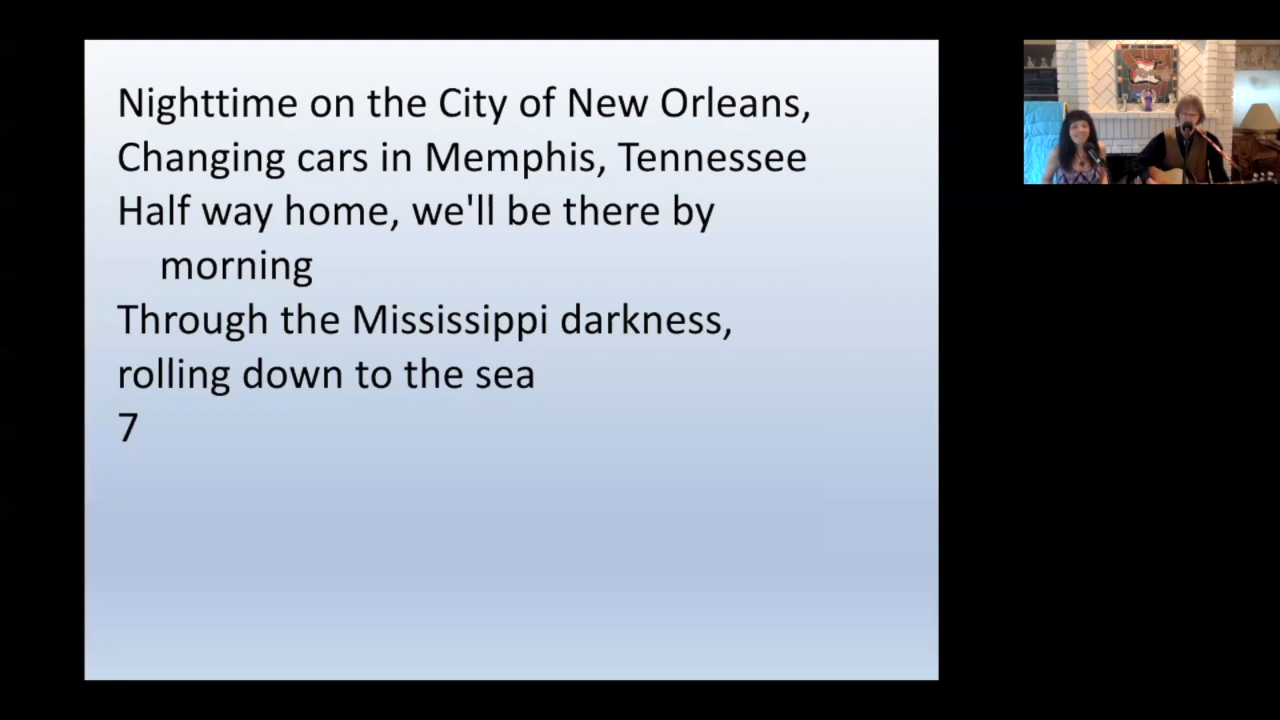 Nighttime on the City of New Orleans,
Changing cars in Memphis, Tennessee
Half way home, we'll be there by
morning
Through the Mississippi darkness,
rolling down to the sea
7